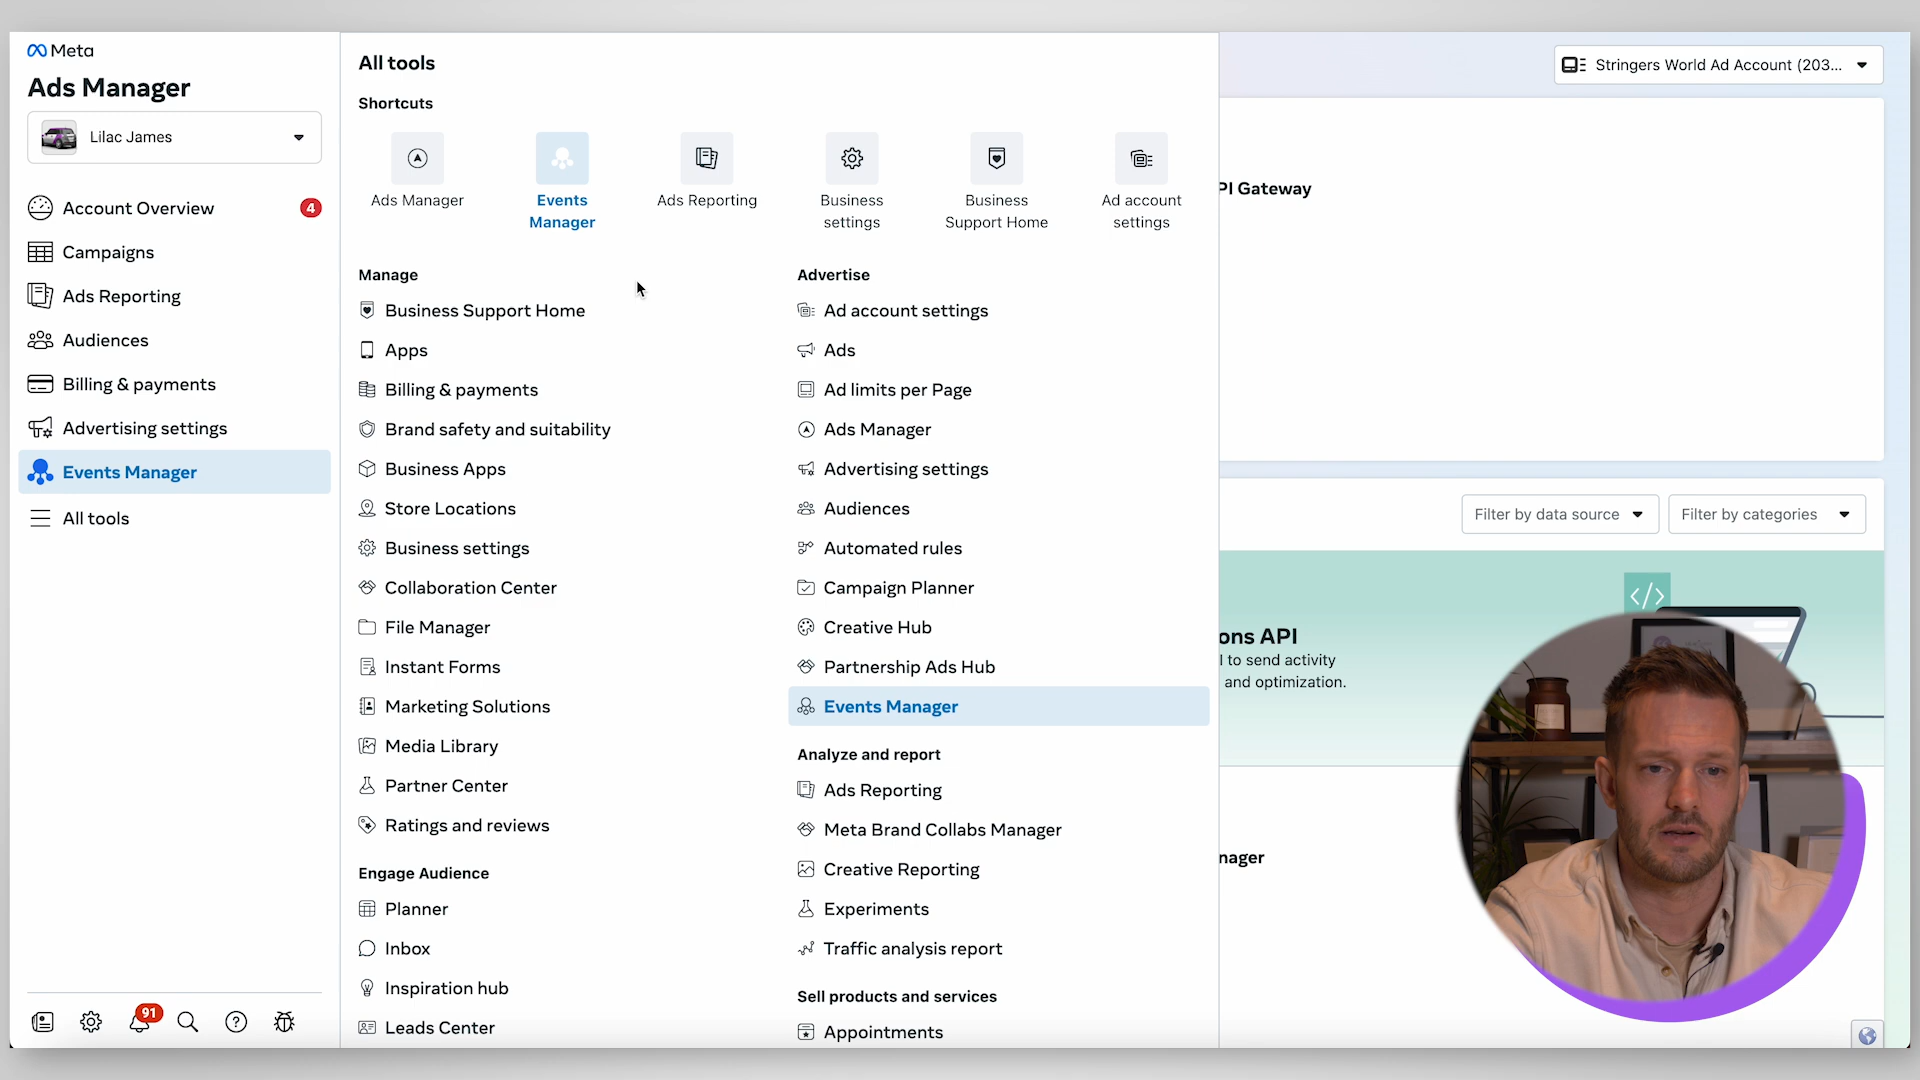 Meta
Ads Manager
Lilac James
Account Overview
4
Campaigns
Ads Reporting
Audiences
Billing & payments
Advertising settings
Events Manager
All tools
91
All tools
Shortcuts
Ads Manager
Events
Manager
Ads Reporting
Business
settings
Business
Support Home
Ad account
settings
Manage
Business Support Home
Apps
Billing & payments
Brand safety and suitability
Business Apps
Store Locations
Business settings
Collaboration Center
File Manager
Instant Forms
Marketing Solutions
Media Library
Partner Center
Ratings and reviews
Engage Audience
Planner
Inbox
Inspiration hub
Leads Center
Advertise
Ad account settings
Ads
Ad limits per Page
Ads Manager
Advertising settings
Audiences
Automated rules
Campaign Planner
Creative Hub
Partnership Ads Hub
Events Manager
Analyze and report
Ads Reporting
Meta Brand Collabs Manager
Creative Reporting
Experiments
Traffic analysis report
Sell products and services
Appointments
Stringers World Ad Account (203...
PI Gateway
Filter by data source
Filter by categories
</>
ons API
l to send activity
and optimization.
nager